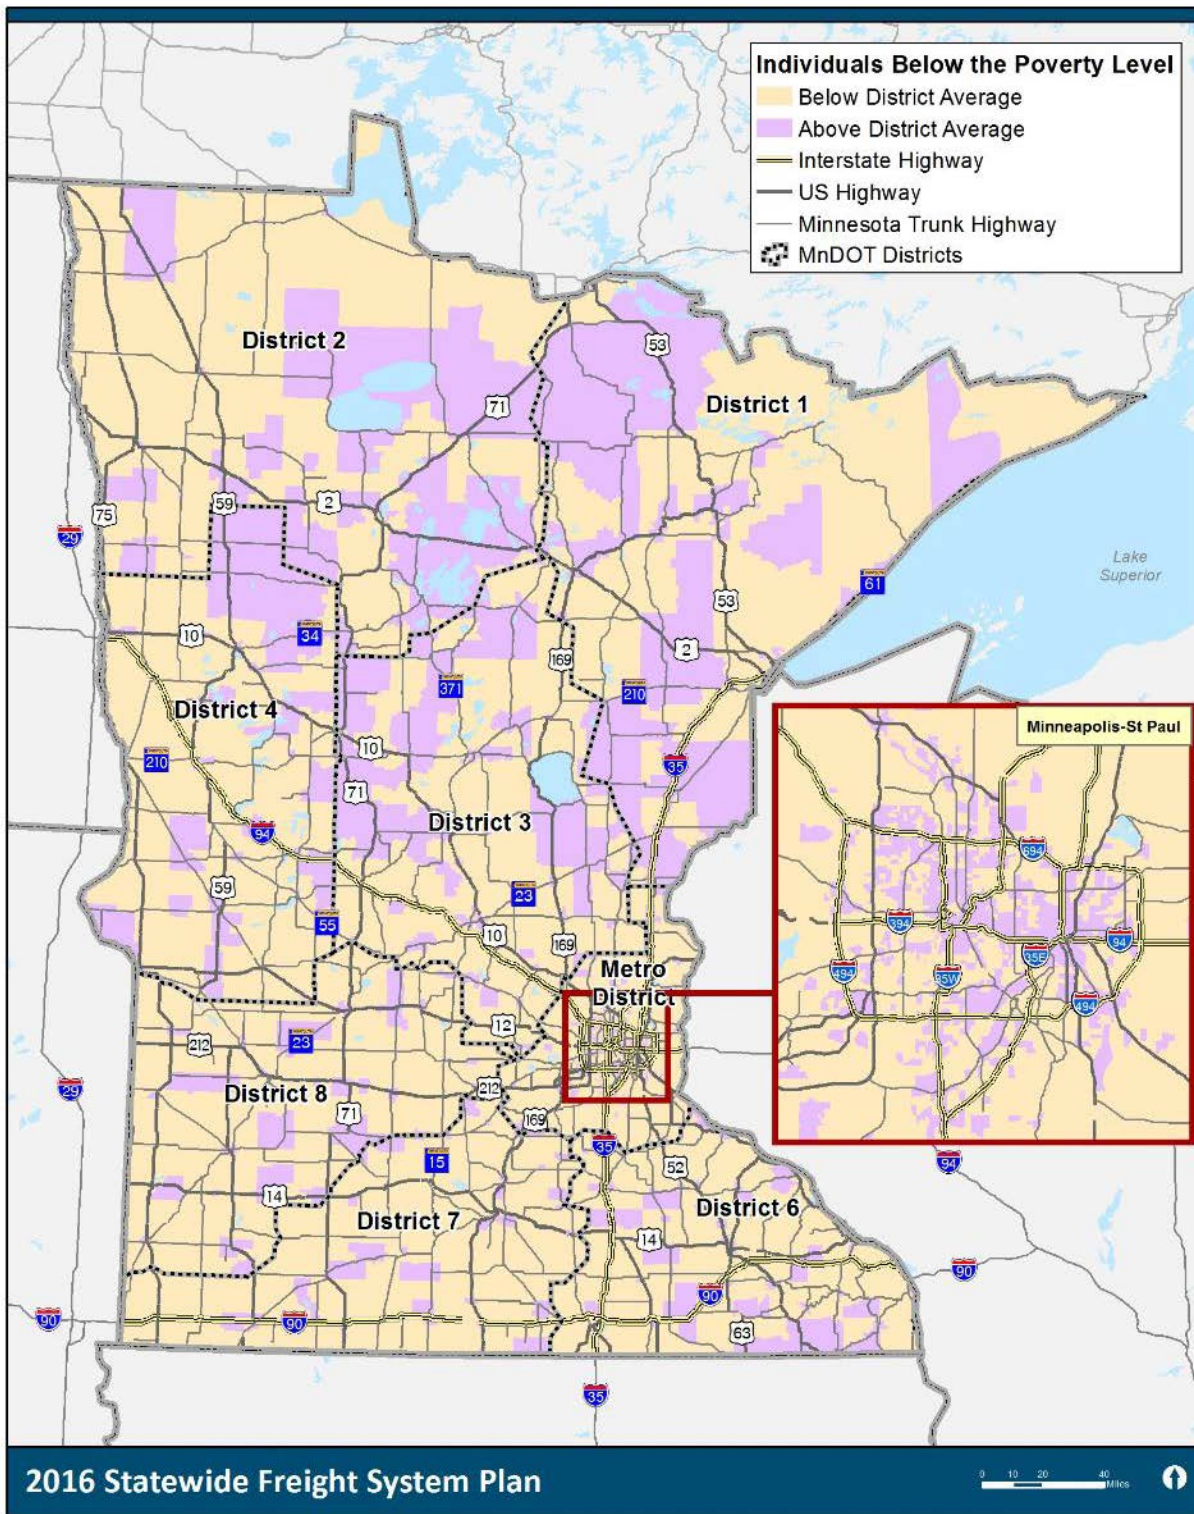 Individuals Below the Poverty Level
Below District Average
Above District Average
Interstate Highway
US Highway
Minnesota Trunk Highway
MnDOT Districts
District 2
53
71
District 1
59
2
75
29
Lake
Superior
61
53
10
34
169
2
371
210
District 4
Minneapolis-St Paul
10
210
35
71
District 3
94
694
59
23
55
10
169
394
94
35E
Metro
District
494
35W
494
12
212
23
29
District 8
212
71
169
35
15
52
94
14
District 7
District 6
14
90
90
90
90
63
35
2016 Statewide Freight System Plan
0 10 20 40
Miles